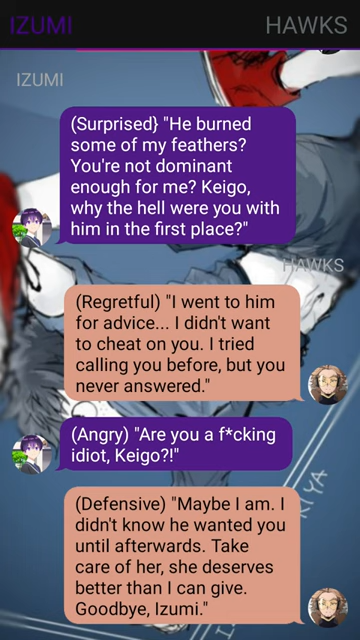 IZUMI HAWKS
IZUMI
(Surprised} "He burned
some of my feathers?
You're not dominant
enough for me? Keigo,
why the hell were you with
him in the first place?"
HAWKS
(Regretful) "I went to him
for advice... I didn't want
to cheat on you. I tried
calling you before, but you
never answered."
(Angry) "Are you a f*cking
idiot, Keigo?!"
(Defensive) "Maybe I am. I
didn't know he wanted you
until afterwards. Take
care of her, she deserves
better than I can give.
Goodbye, Izumi."